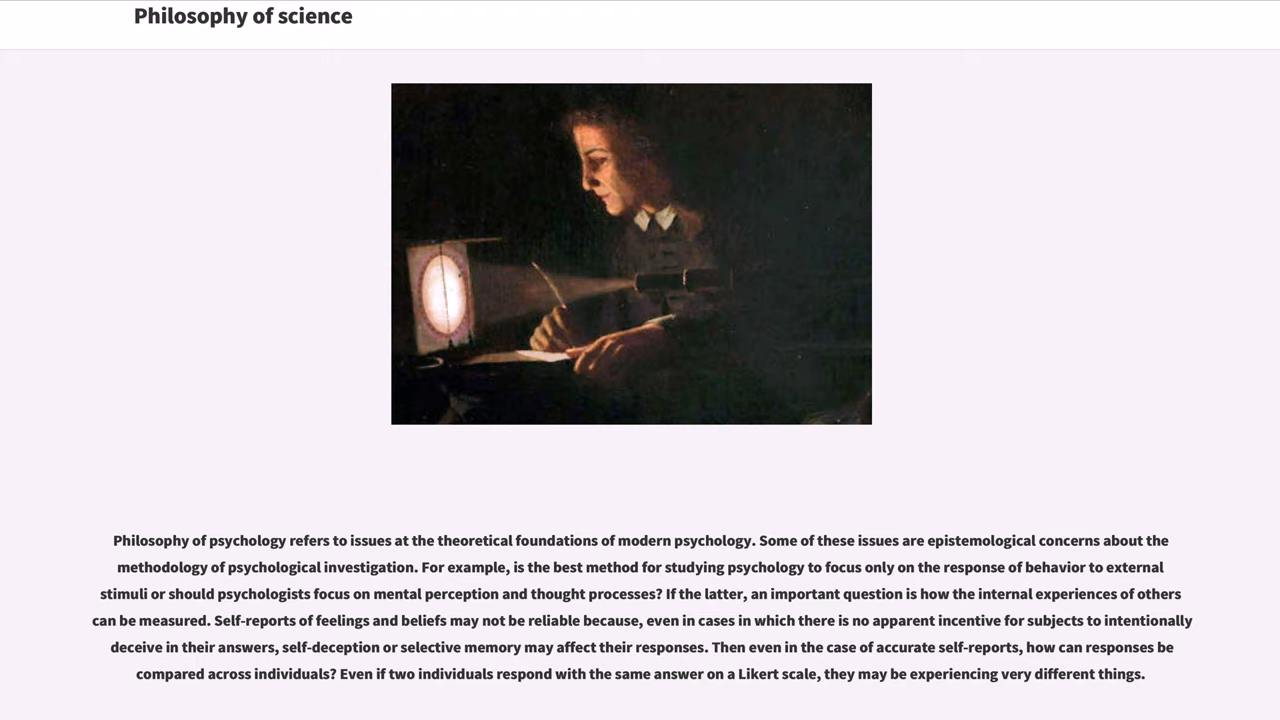 Philosophy of science
Philosophy of psychology refers to issues at the theoretical foundations of modern psychology. Some of these issues are epistemological concerns about the
methodology of psychological investigation. For example, is the best method for studying psychology to focus only on the response of behavior to external
stimuli or should psychologists focus on mental perception and thought processes? If the latter, an important question is how the internal experiences of others
can be measured. Self-reports of feelings and beliefs may not be reliable because, even in cases in which there is no apparent incentive for subjects to intentionally
deceive in their answers, self-deception or selective memory may affect their responses. Then even in the case of accurate self-reports, how can responses be
compared across individuals? Even if two individuals respond with the same answer on a Likert scale, they may be experiencing very different things.